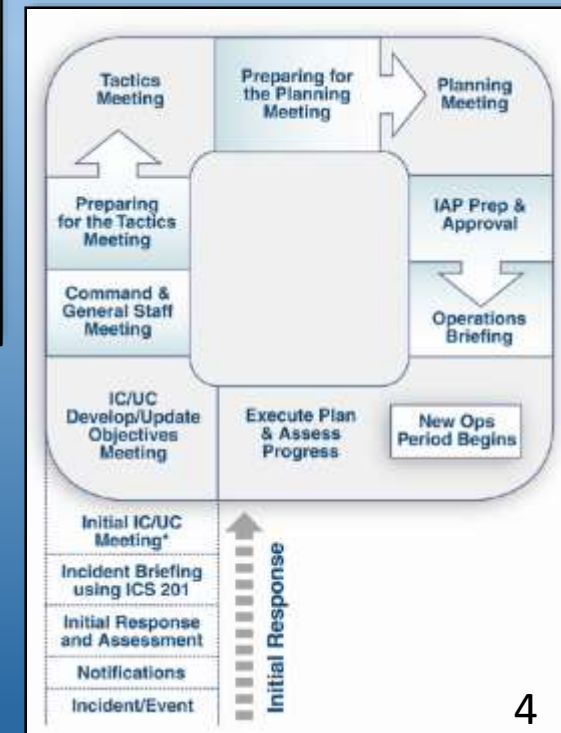 Tactics
Meeting
Preparing for
the Planning
Meeting
Planning
Meeting
Preparing
for the Tactics
Meeting
IAP Prep &
Approval
Command &
General Staff
Meeting
Operations
Briefing
IC/UC
Develop/Update
Objectives
Meeting
Execute Plan
& Assess
Progress
New Ops
Period Begins
Initial IC/UC
Meeting*
Incident Briefing
using ICS 201
Initial Response
and Assessment
Notifications
Incident/Event
Initial Response
4